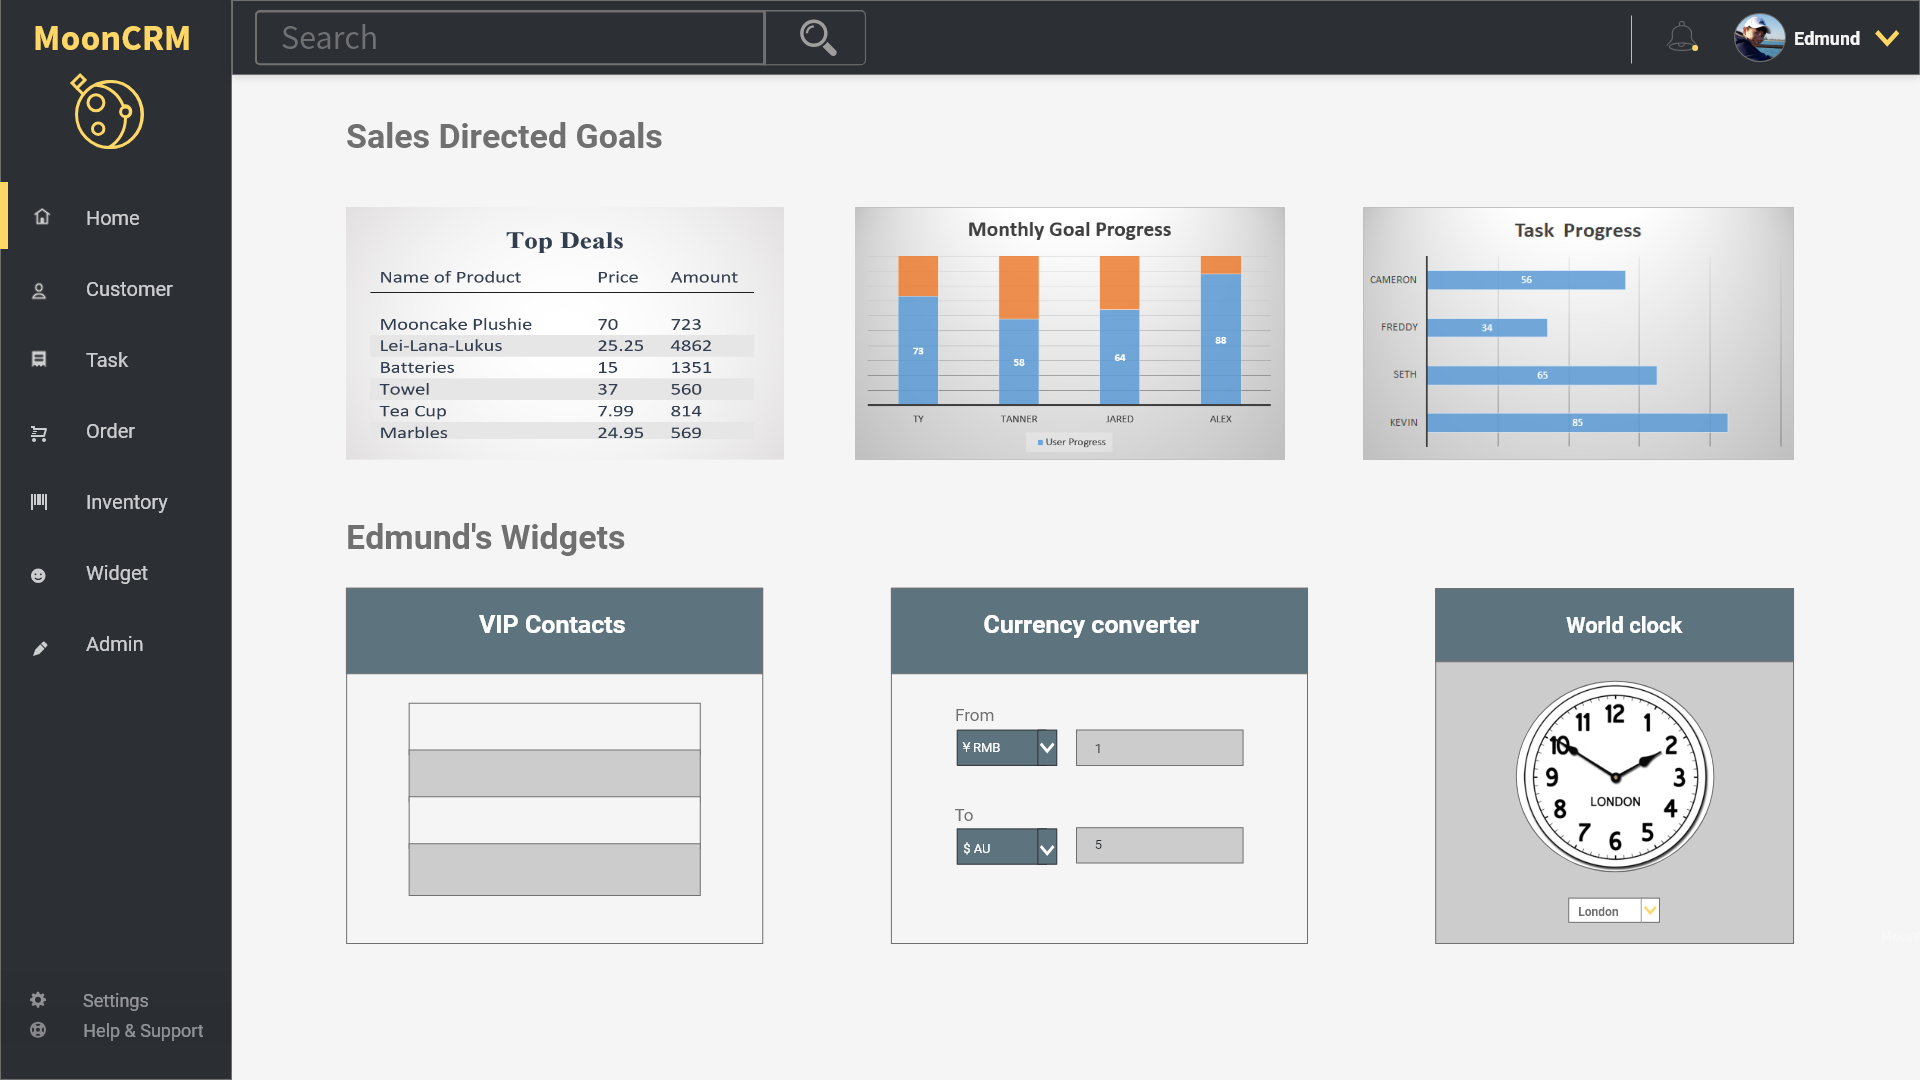 MoonCRM
Search
Edmund
Home
Customer
Task
Order
Inventory
Widget
Admin
Settings
Help & Support
Sales Directed Goals
Top Deals
Name of Product Price Amount
Mooncake Plushie 70 723
Lei-Lana-Lukus 25.25 4862
Batteries 15 1351
Towel 37 560
Tea Cup 7.99 814
Marbles 24.95 569
Monthly Goal Progress
73 58 64 88
TY TANNER JARED ALEX
User Progress
Task Progress
CAMERON 56
FREDDY 34
SETH 65
KEVIN 85
Edmund's Widgets
VIP Contacts
Currency converter
From
¥ RMB 1
To
$ AU 5
World clock
12
11 1
10 2
9 3
LONDON
8 4
7 5
6
London